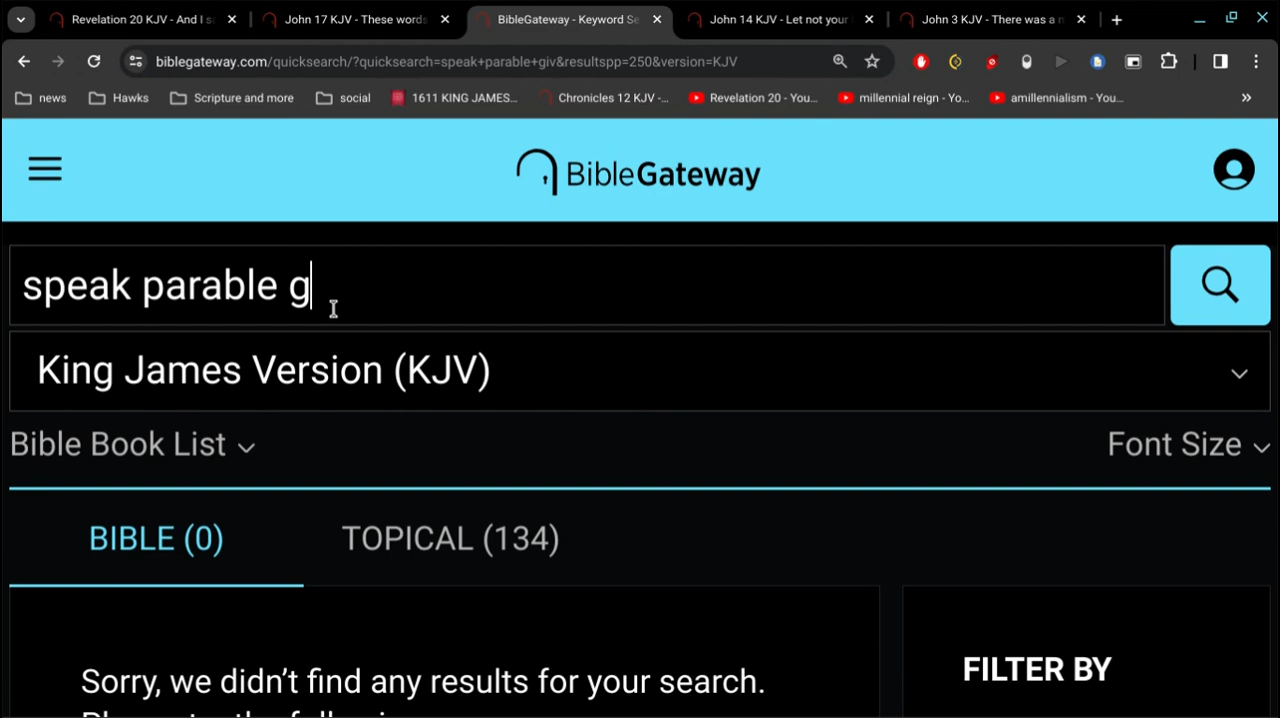 Revelation 20 KJV - And I sa
John 17 KJV - These words
BibleGateway - Keyword Se
John 14 KJV - Let not your
John 3 KJV - There was a m
biblegateway.com/quicksearch/?quicksearch=speak+parable+giv&resultspp=250&version=KJV
news Hawks Scripture and more social 1611 KING JAMES... Chronicles 12 KJV -... Revelation 20 - You... millennial reign - Yo... amillennialism - You...
BibleGateway
speak parable g
King James Version (KJV)
Bible Book List
Font Size
BIBLE (0) TOPICAL (134)
Sorry, we didn’t find any results for your search.
FILTER BY